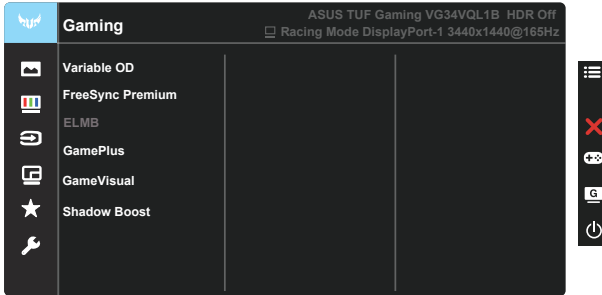 Gaming
ASUS TUF Gaming VG34VQL1B HDR Off
Racing Mode DisplayPort-1 3440x1440@165Hz
Variable OD
FreeSync Premium
ELMB
GamePlus
GameVisual
Shadow Boost
G